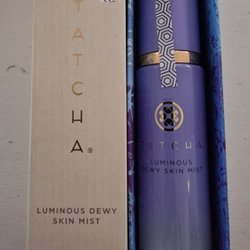 TATCHA®
LUMINOUS DEWY
SKIN MIST
TATCHA
LUMINOUS
DEWY SKIN MIST